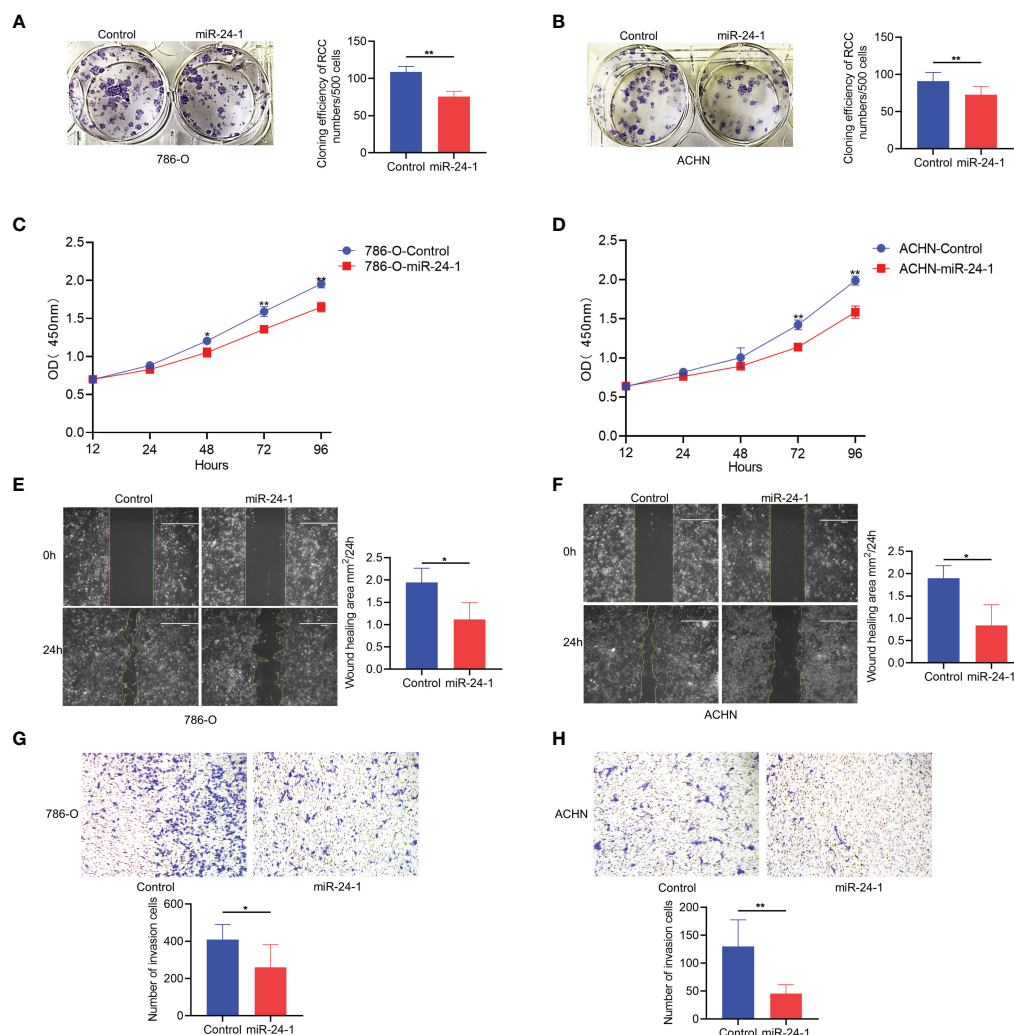 A
Control
miR-24-1
786-O
Cloning efficiency of RCC
numbers/500 cells
150
100
50
0
**
Control miR-24-1
B
Control
miR-24-1
ACHN
Cloning efficiency of RCC
numbers/500 cells
150
100
50
0
**
Control miR-24-1
C
OD( 450nm)
2.5
2.0
1.5
1.0
0.5
0.0
12 24 48 72 96
Hours
* ** **
786-O-Control
786-O-miR-24-1
D
OD( 450nm)
2.5
2.0
1.5
1.0
0.5
0.0
12 24 48 72 96
Hours
** **
ACHN-Control
ACHN-miR-24-1
E
Control
miR-24-1
0h
24h
786-O
Wound healing area mm²/24h
2.5
2.0
1.5
1.0
0.5
0.0
*
Control miR-24-1
F
Control
miR-24-1
0h
24h
ACHN
Wound healing area mm²/24h
2.5
2.0
1.5
1.0
0.5
0.0
*
Control miR-24-1
G
786-O
Control
miR-24-1
Number of invasion cells
600
400
200
0
*
Control miR-24-1
H
ACHN
Control
miR-24-1
Number of invasion cells
200
150
100
50
0
**
Control miR-24-1